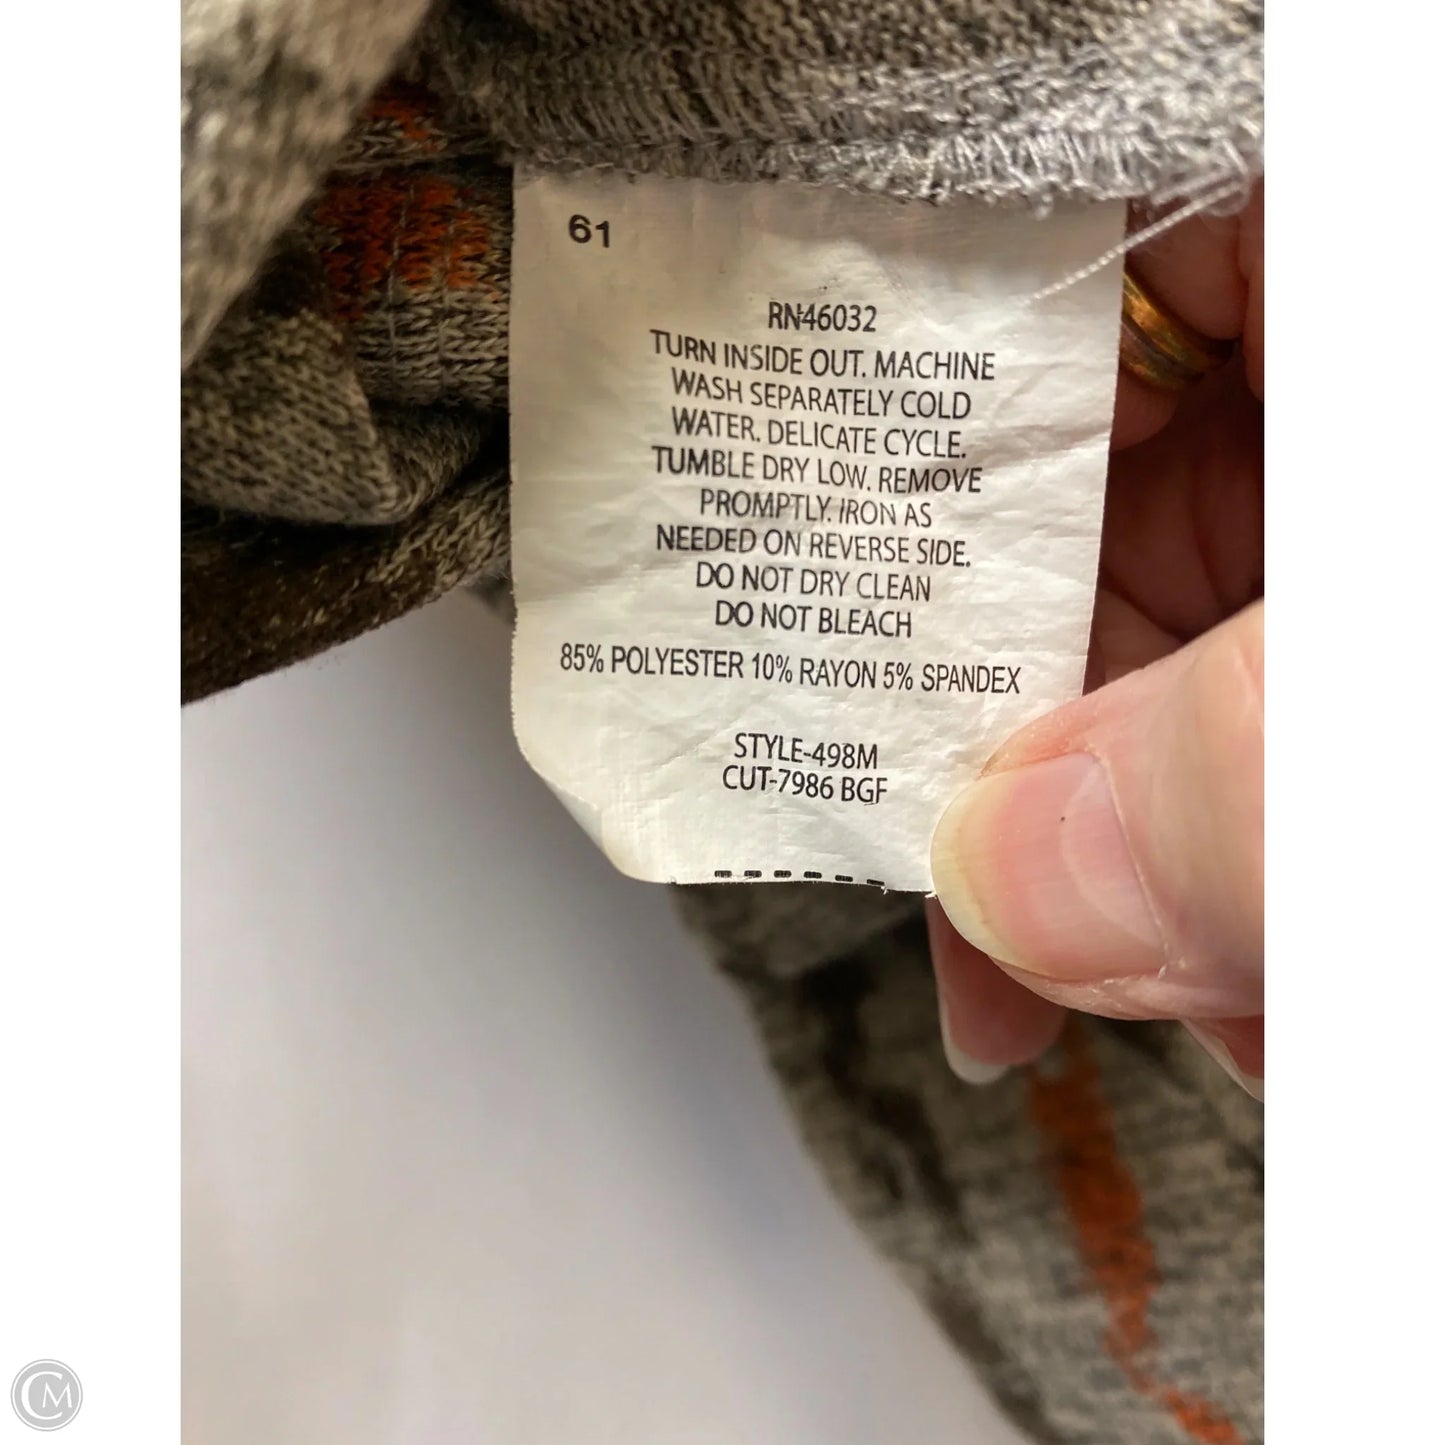 61
RN46032
TURN INSIDE OUT. MACHINE
WASH SEPARATELY COLD
WATER. DELICATE CYCLE.
TUMBLE DRY LOW. REMOVE
PROMPTLY. IRON AS
NEEDED ON REVERSE SIDE.
DO NOT DRY CLEAN
DO NOT BLEACH
85% POLYESTER 10% RAYON 5% SPANDEX
STYLE-498M
CUT-7986 BGF
CM